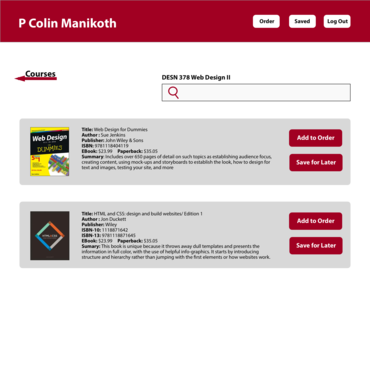 P Colin Manikoth
Order
Saved
Log Out
Courses
DESN 378 Web Design II
Web Design
DUMMIES
Title: Web Design for Dummies
Author : Sue Jenkins
Publisher: John Wiley & Sons
ISBN: 9781118404119
EBook: $23.99 Paperback: $30.05
Summary: Includes over 650 pages of detail on such topics as establishing audience focus,
creating content, using mock-ups and storyboards to establish the look, how to design for
text and images, testing your site, and more
Add to Order
Save for Later
HTML & CSS
Title: HTML and CSS: design and build websites/ Edition 1
Author : Jon Duckett
Publisher: Wiley
ISBN-10: 1118871642
ISBN-13: 9781118871645
EBook: $23.99 Paperback: $35.05
Sumary: This book is unique because it throws away dull templates and presents the
information in full color, with the use of helpful info-graphics. It starts by introducing
structure and hierarchy rather than jumping with the first elements or how websites work.
Add to Order
Save for Later